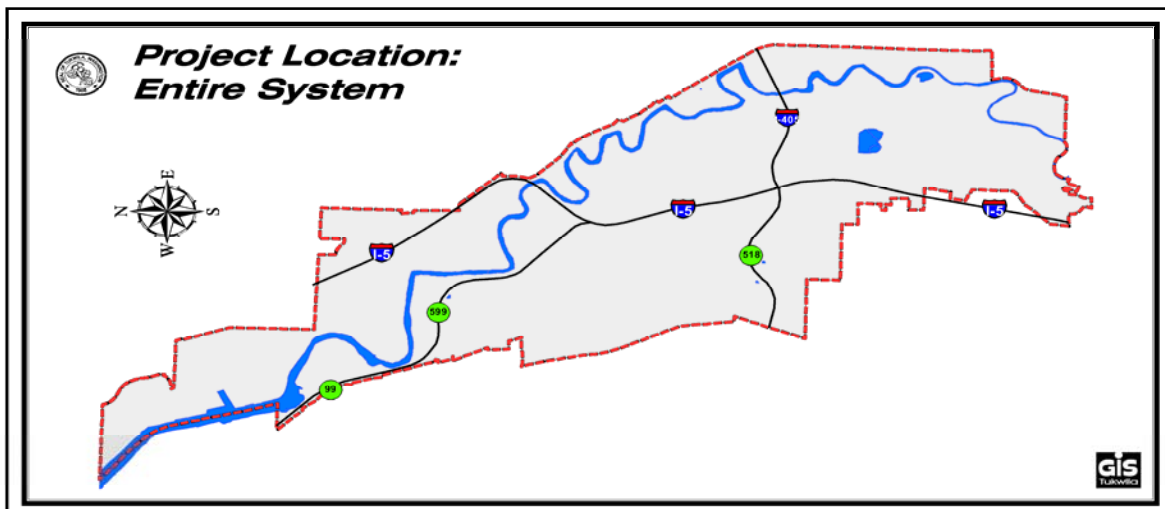 Project Location:
Entire System
E
N
S
W
I-405
I-5
I-5
I-5
518
599
99
GIS
Tukwila